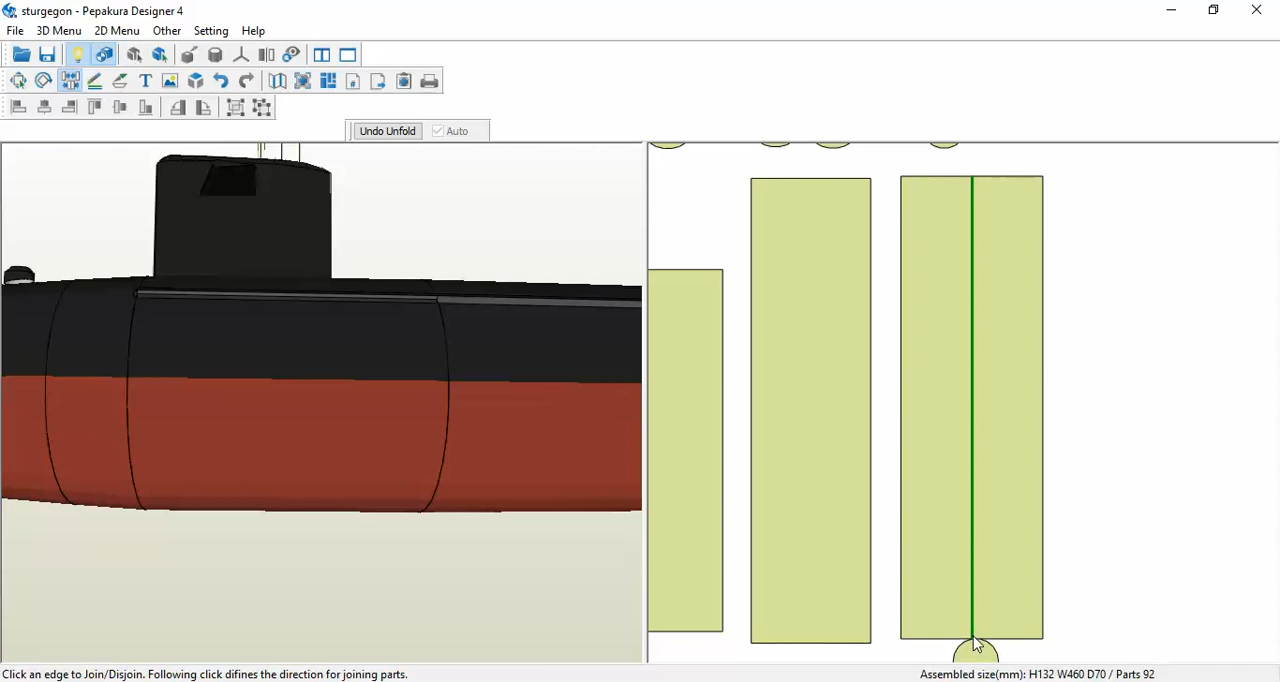 sturgegon - Pepakura Designer 4
File 3D Menu 2D Menu Other Setting Help
Undo Unfold Auto
Click an edge to Join/Disjoin. Following click difines the direction for joining parts.
Assembled size(mm): H132 W460 D70 / Parts 92